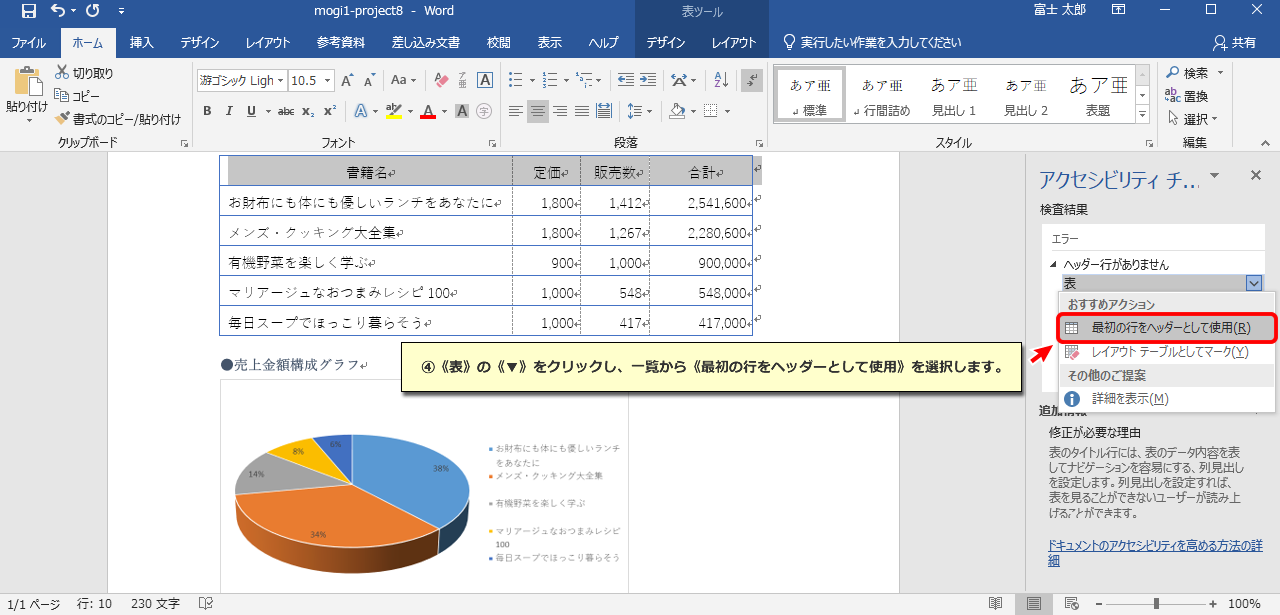 mogi1-project8 - Word
表ツール
富士 太郎
ファイル ホーム 挿入 デザイン レイアウト 参考資料 差し込み文書 校閲 表示 ヘルプ デザイン レイアウト 実行したい作業を入力してください 共有
貼り付け
切り取り
コピー
書式のコピー/貼り付け
クリップボード
游ゴシック Ligh 10.5 Aa
B I U abc x₂ x² A ab A A 字
フォント
段落
あア亜 標準
あア亜 行間詰め
あア亜 見出し 1
あア亜 見出し 2
あア亜 表題
スタイル
検索
置換
選択
編集
書籍名 定価 販売数 合計
お財布にも体にも優しいランチをあなたに 1,800 1,412 2,541,600
メンズ・クッキング大全集 1,800 1,267 2,280,600
有機野菜を楽しく学ぶ 900 1,000 900,000
マリアージュなおつまみレシピ 100 1,000 548 548,000
毎日スープでほっこり暮らそう 1,000 417 417,000
●売上金額構成グラフ
④《表》の《▼》をクリックし、一覧から《最初の行をヘッダーとして使用》を選択します。
6%
8%
14%
38%
34%
お財布にも体にも優しいランチ
をあなたに
メンズ・クッキング大全集
有機野菜を楽しく学ぶ
マリアージュなおつまみレシピ
100
毎日スープでほっこり暮らそう
アクセシビリティ チ...
検査結果
エラー
ヘッダー行がありません
表
おすすめアクション
最初の行をヘッダーとして使用(R)
レイアウト テーブルとしてマーク(Y)
その他のご提案
詳細を表示(M)
追加情報
修正が必要な理由
表のタイトル行には、表のデータ内容を表
してナビゲーションを容易にする、列見出し
を設定します。列見出しを設定すれば、
表を見ることができないユーザーが読み上
げることができます。
ドキュメントのアクセシビリティを高める方法の詳
細
1/1 ページ 行: 10 230 文字 100%